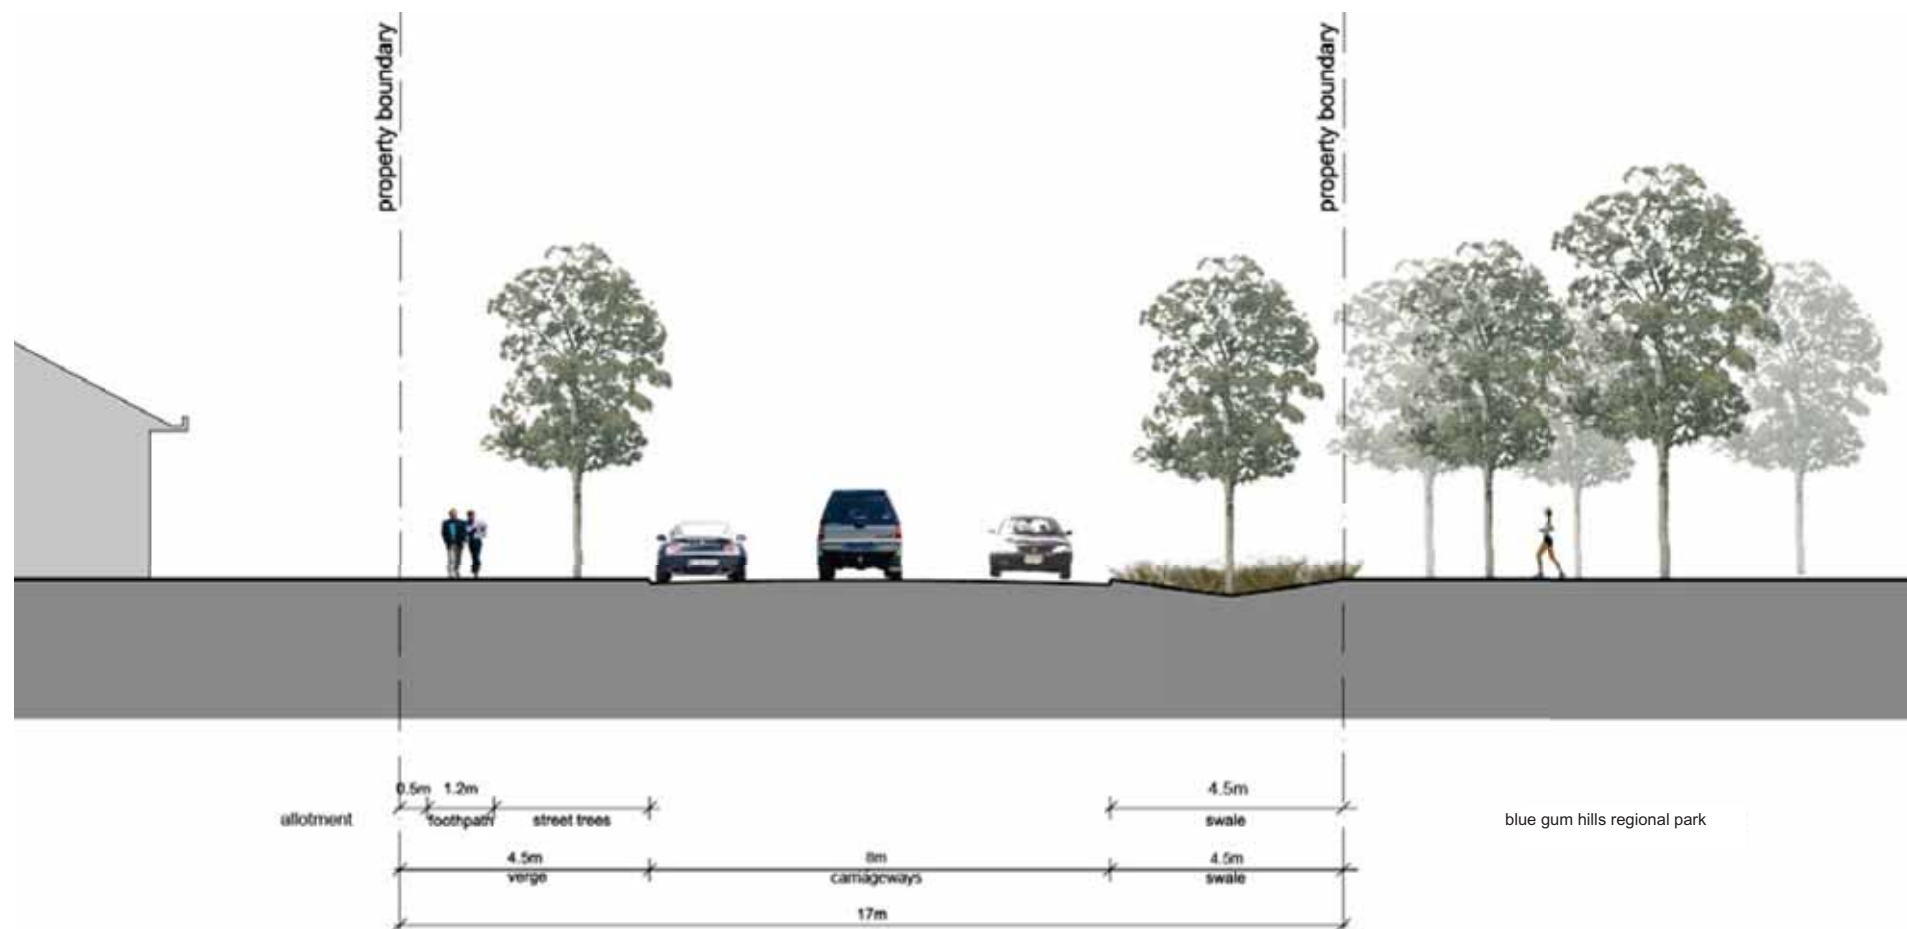 property boundary
property boundary
0.5m 1.2m
4.5m
allotment
foothpath
street trees
swale
blue gum hills regional park
4.5m
8m
4.5m
verge
carriageways
swale
17m